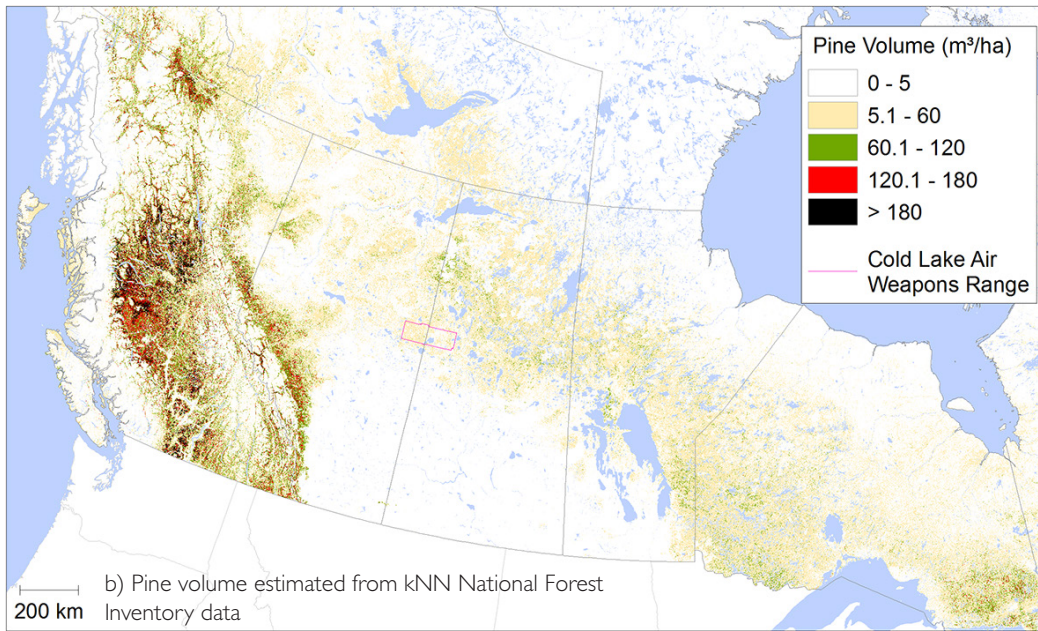 Pine Volume (m³/ha)
0 - 5
5.1 - 60
60.1 - 120
120.1 - 180
> 180
Cold Lake Air
Weapons Range
200 km
b) Pine volume estimated from kNN National Forest
Inventory data